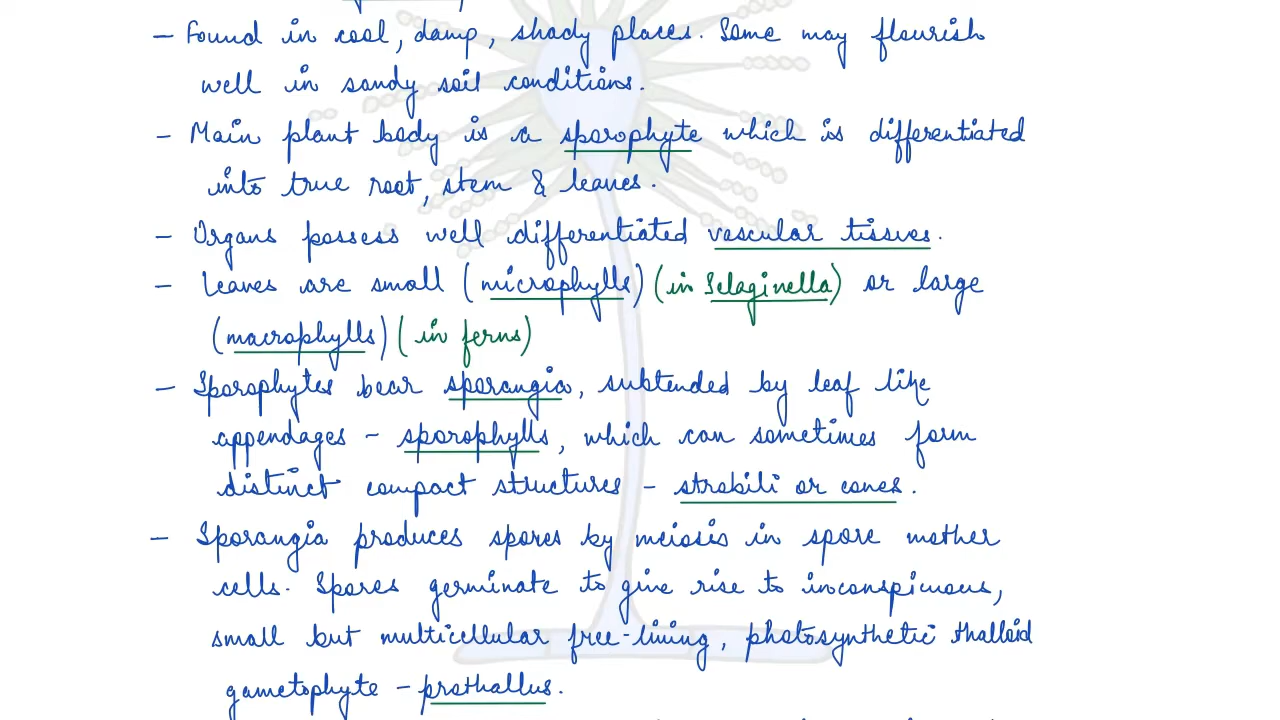 – Found in cool, damp, shady places. Some may flourish
well in sandy soil conditions.
– Main plant body is a sporophyte which is differentiated
into true root, stem & leaves.
– Organs possess well differentiated vascular tissues.
– Leaves are small (microphylls) (in Selaginella) or large
(macrophylls) (in ferns)
– Sporophytes bear sporangia, subtended by leaf like
appendages – sporophylls, which can sometimes form
distinct compact structures – strobili or cones.
– Sporangia produces spores by meiosis in spore mother
cells. Spores germinate to give rise to inconspicuous,
small but multicellular free-living, photosynthetic thalloid
gametophyte – prothallus.